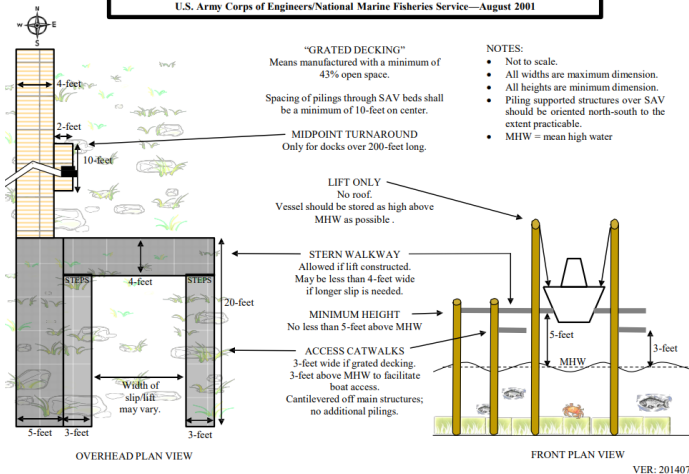 U.S. Army Corps of Engineers/National Marine Fisheries Service—August 2001
N
W
E
S
4-feet
2-feet
10-feet
STEPS
STEPS
4-feet
20-feet
Width of
slip/lift
may vary.
5-feet
3-feet
3-feet
OVERHEAD PLAN VIEW
“GRATED DECKING”
Means manufactured with a minimum of
43% open space.
Spacing of pilings through SAV beds shall
be a minimum of 10-feet on center.
MIDPOINT TURNAROUND
Only for docks over 200-feet long.
LIFT ONLY
No roof.
Vessel should be stored as high above
MHW as possible .
STERN WALKWAY
Allowed if lift constructed.
May be less than 4-feet wide
if longer slip is needed.
MINIMUM HEIGHT
No less than 5-feet above MHW
ACCESS CATWALKS
3-feet wide if grated decking.
3-feet above MHW to facilitate
boat access.
Cantilevered off main structures;
no additional pilings.
NOTES:
• Not to scale.
• All widths are maximum dimension.
• All heights are minimum dimension.
• Piling supported structures over SAV
should be oriented north-south to the
extent practicable.
• MHW = mean high water
5-feet
3-feet
MHW
FRONT PLAN VIEW
VER: 201407